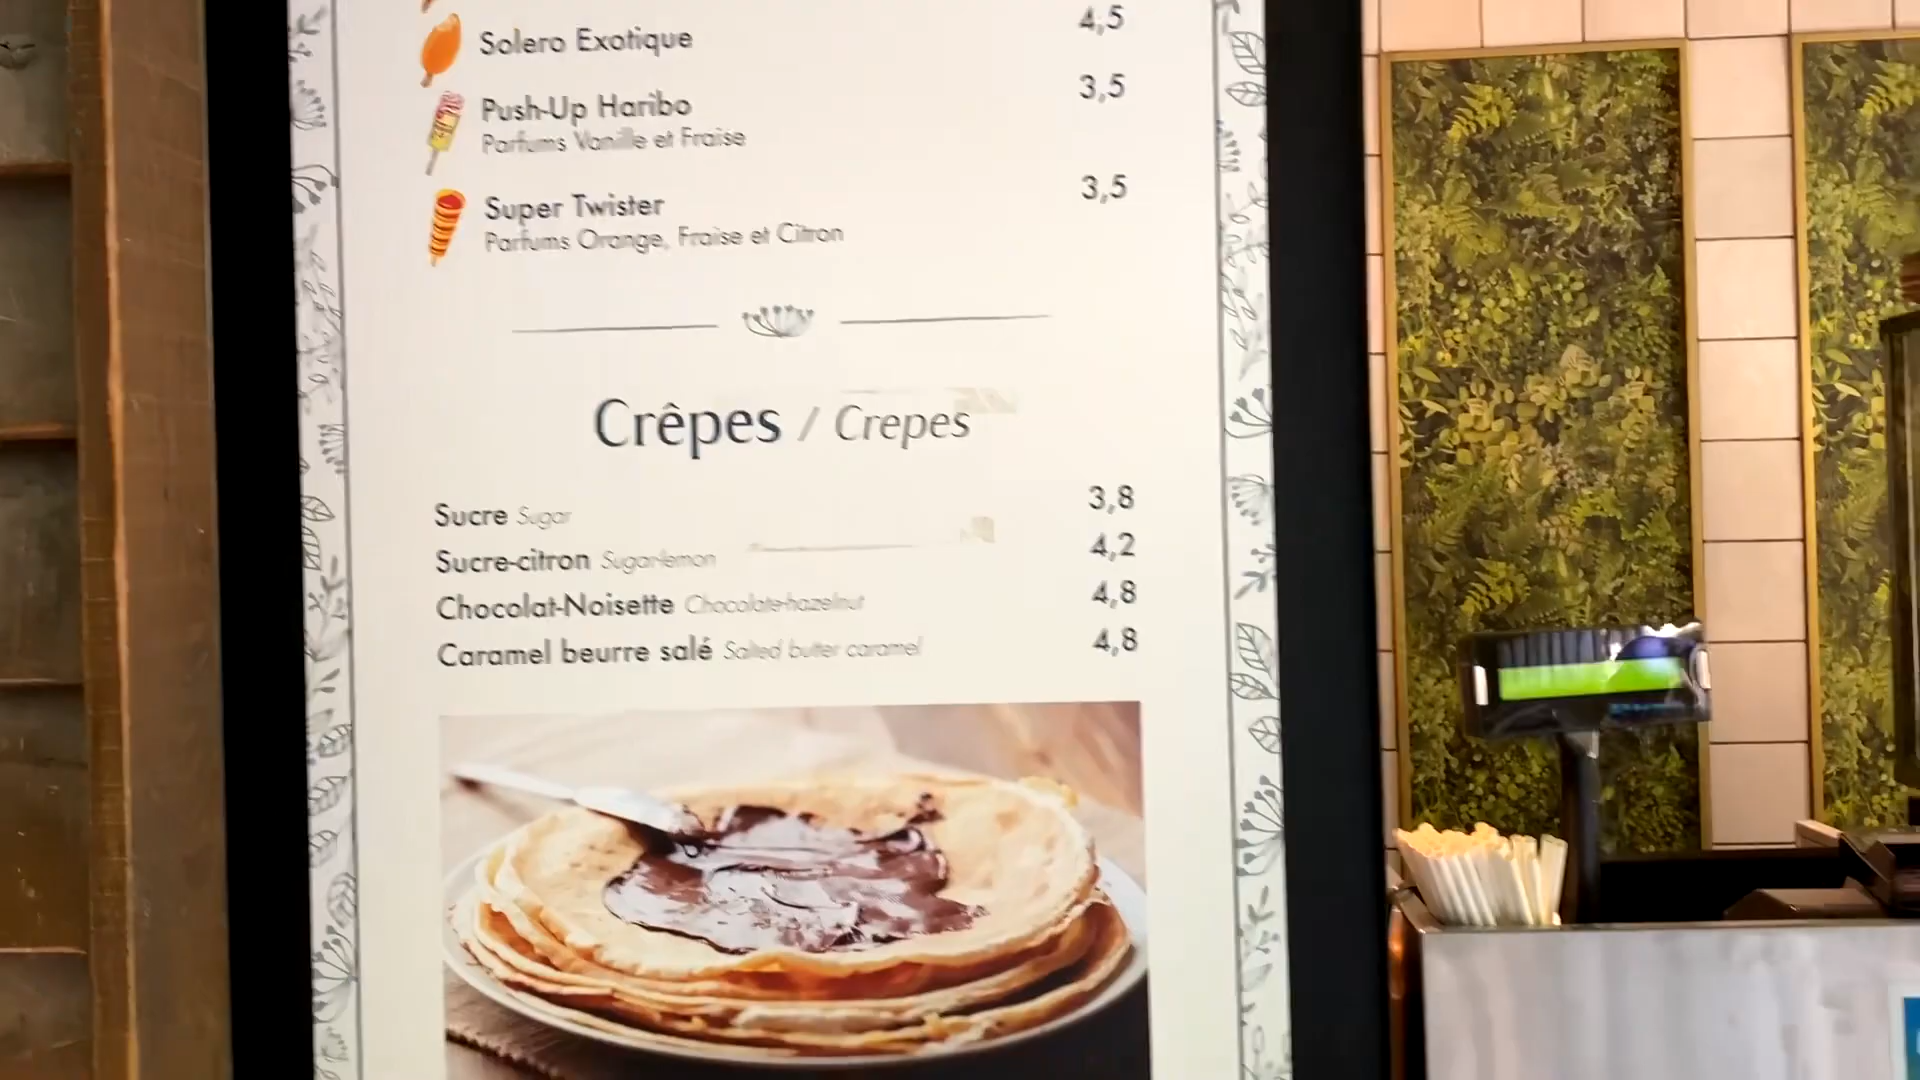 Solero Exotique 4,5
Push-Up Haribo 3,5
Parfums Vanille et Fraise
Super Twister 3,5
Parfums Orange, Fraise et Citron
Crêpes / Crepes
Sucre Sugar 3,8
Sucre-citron Sugar-lemon 4,2
Chocolat-Noisette Chocolate-hazelnut 4,8
Caramel beurre salé Salted butter caramel 4,8